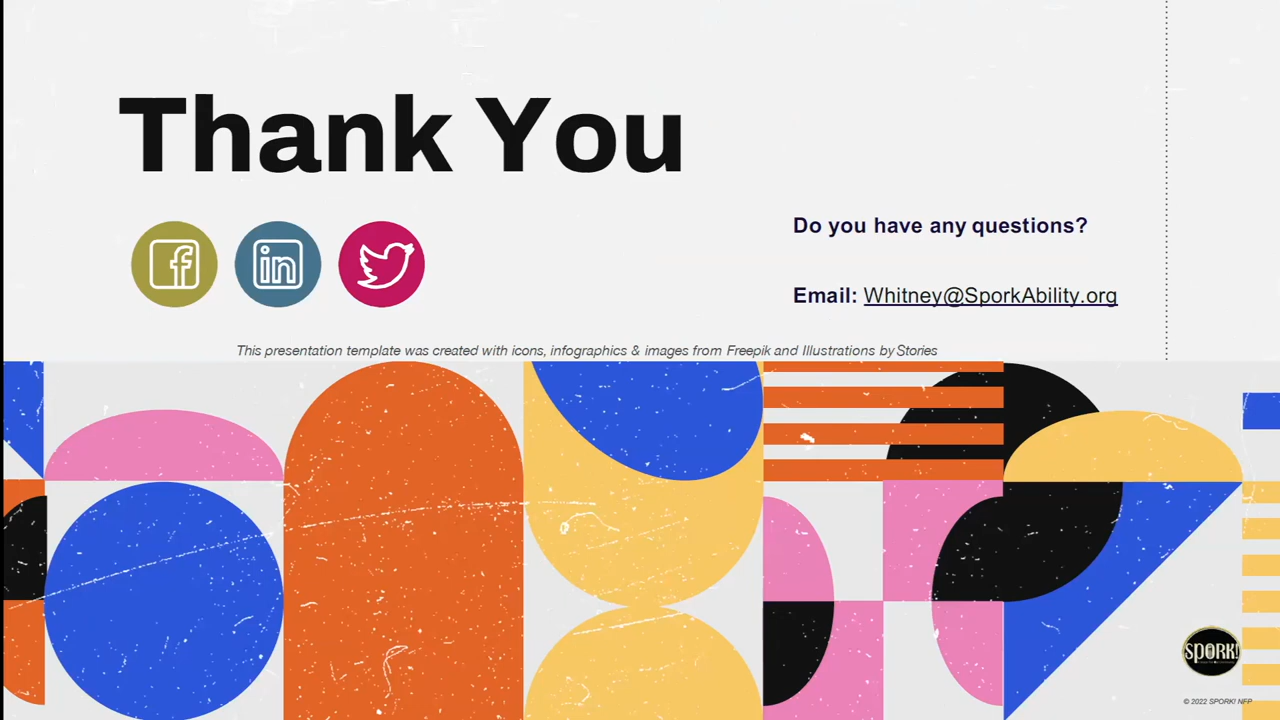 Thank You
Do you have any questions?
Email: Whitney@SporkAbility.org
This presentation template was created with icons, infographics & images from Freepik and Illustrations by Stories
SPORK!
© 2022 SPORK! NFP